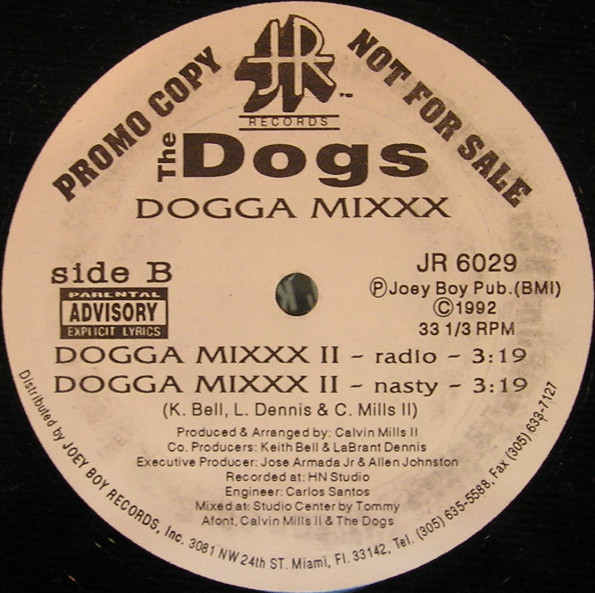 PROMO COPY
NOT FOR SALE
JR
™
RECORDS
The Dogs
DOGGA MIXXX
side B
JR 6029
ⓅJoey Boy Pub.(BMI)
©1992
33 1/3 RPM
PARENTAL
ADVISORY
EXPLICIT LYRICS
DOGGA MIXXX II - radio - 3:19
DOGGA MIXXX II - nasty - 3:19
(K. Bell, L. Dennis & C. Mills II)
Produced & Arranged by: Calvin Mills II
Co. Producers: Keith Bell & LaBrant Dennis
Executive Producer: Jose Armada Jr & Allen Johnston
Recorded at: HN Studio
Engineer: Carlos Santos
Mixed at: Studio Center by Tommy
Afont, Calvin Mills II & The Dogs
Distributed by JOEY BOY RECORDS, Inc. 3081 NW 24th ST. Miami, Fl. 33142, Tel. (305) 635-5588, Fax (305) 633-7127